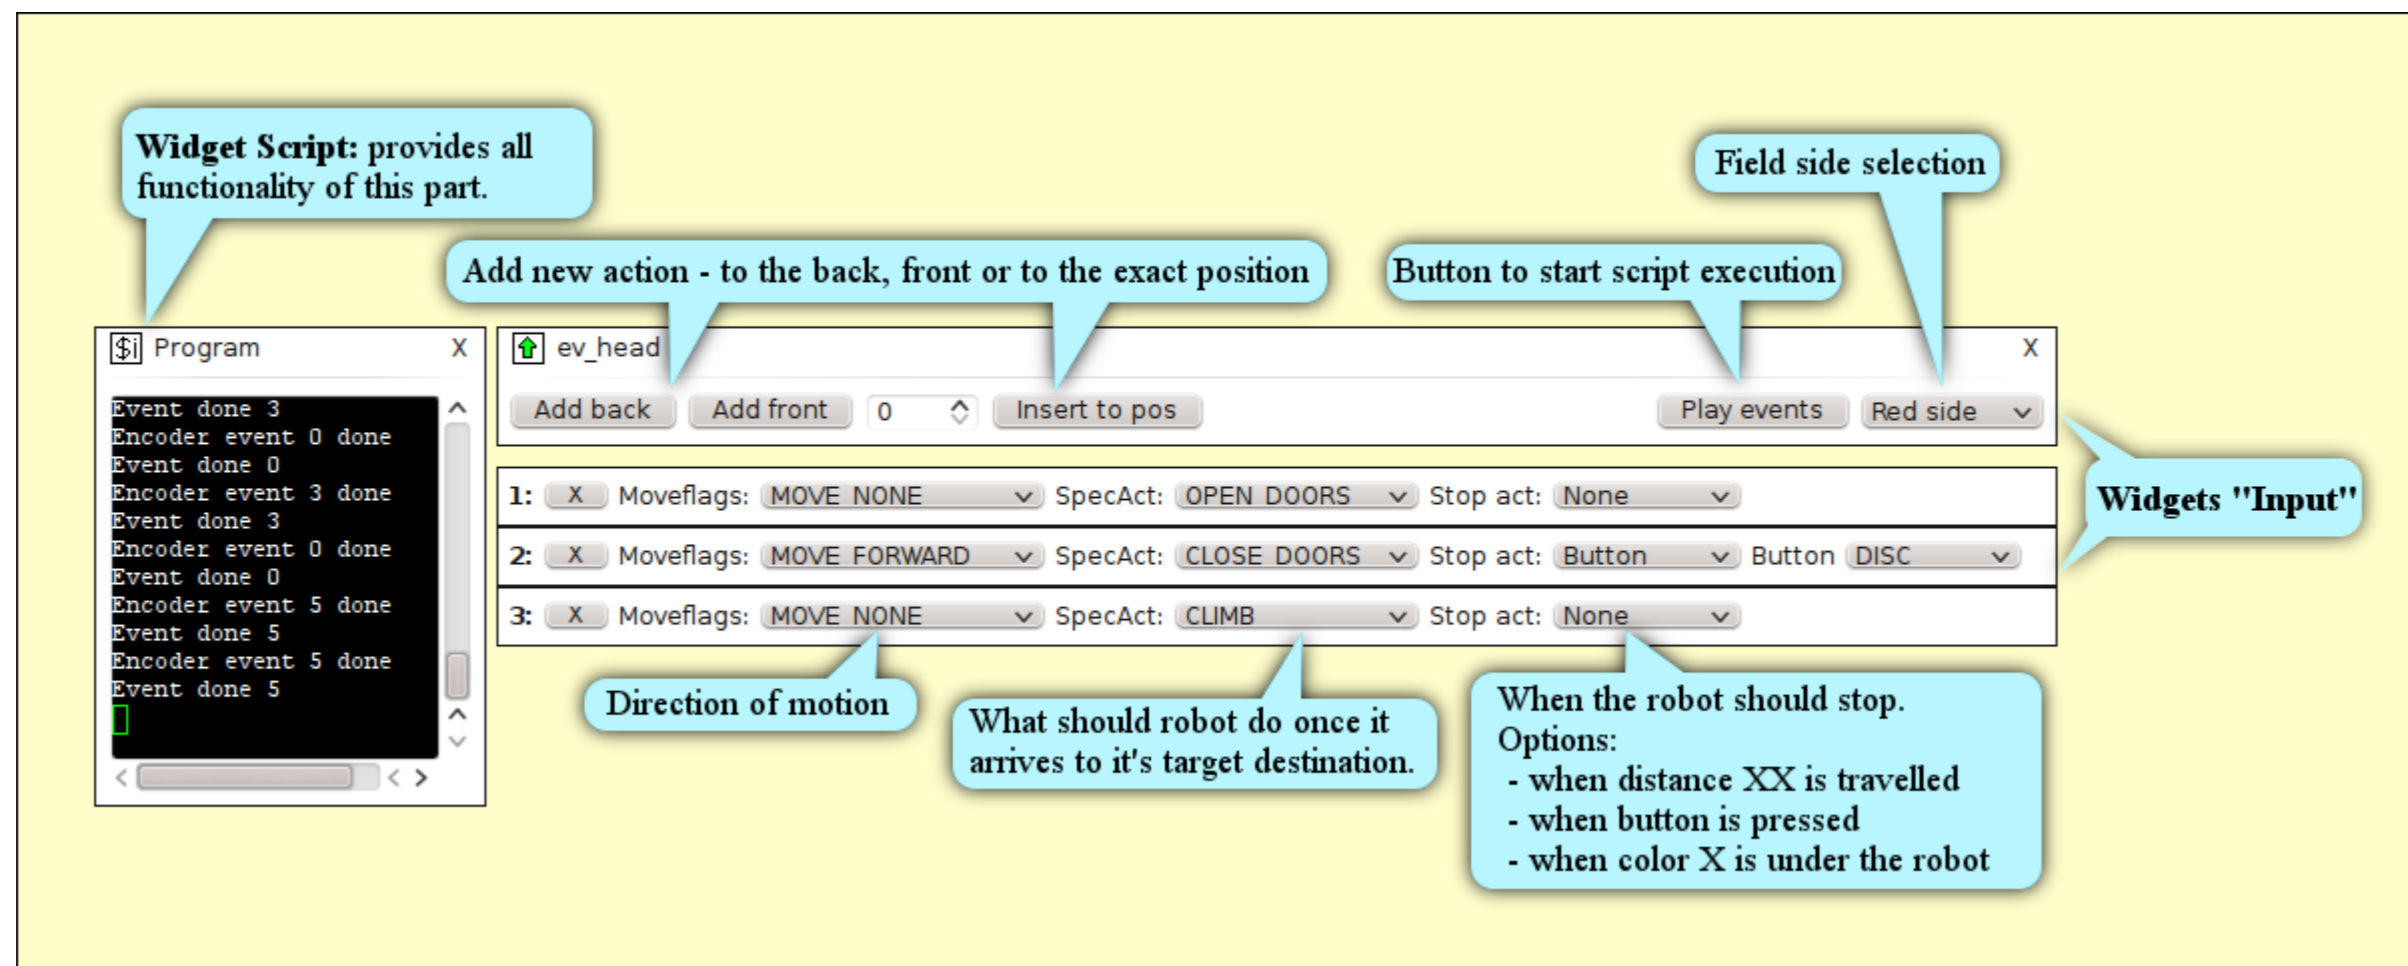 Widget Script: provides all
functionality of this part.
Field side selection
Add new action - to the back, front or to the exact position
Button to start script execution
$i Program X
ev_head X
Add back Add front 0 Insert to pos Play events Red side
Event done 3
Encoder event 0 done
Event done 0
Encoder event 3 done
Event done 3
Encoder event 0 done
Event done 0
Encoder event 5 done
Event done 5
Encoder event 5 done
Event done 5
1: X Moveflags: MOVE_NONE SpecAct: OPEN_DOORS Stop act: None
2: X Moveflags: MOVE_FORWARD SpecAct: CLOSE_DOORS Stop act: Button Button DISC
3: X Moveflags: MOVE_NONE SpecAct: CLIMB Stop act: None
Widgets "Input"
Direction of motion
What should robot do once it
arrives to it's target destination.
When the robot should stop.
Options:
- when distance XX is travelled
- when button is pressed
- when color X is under the robot